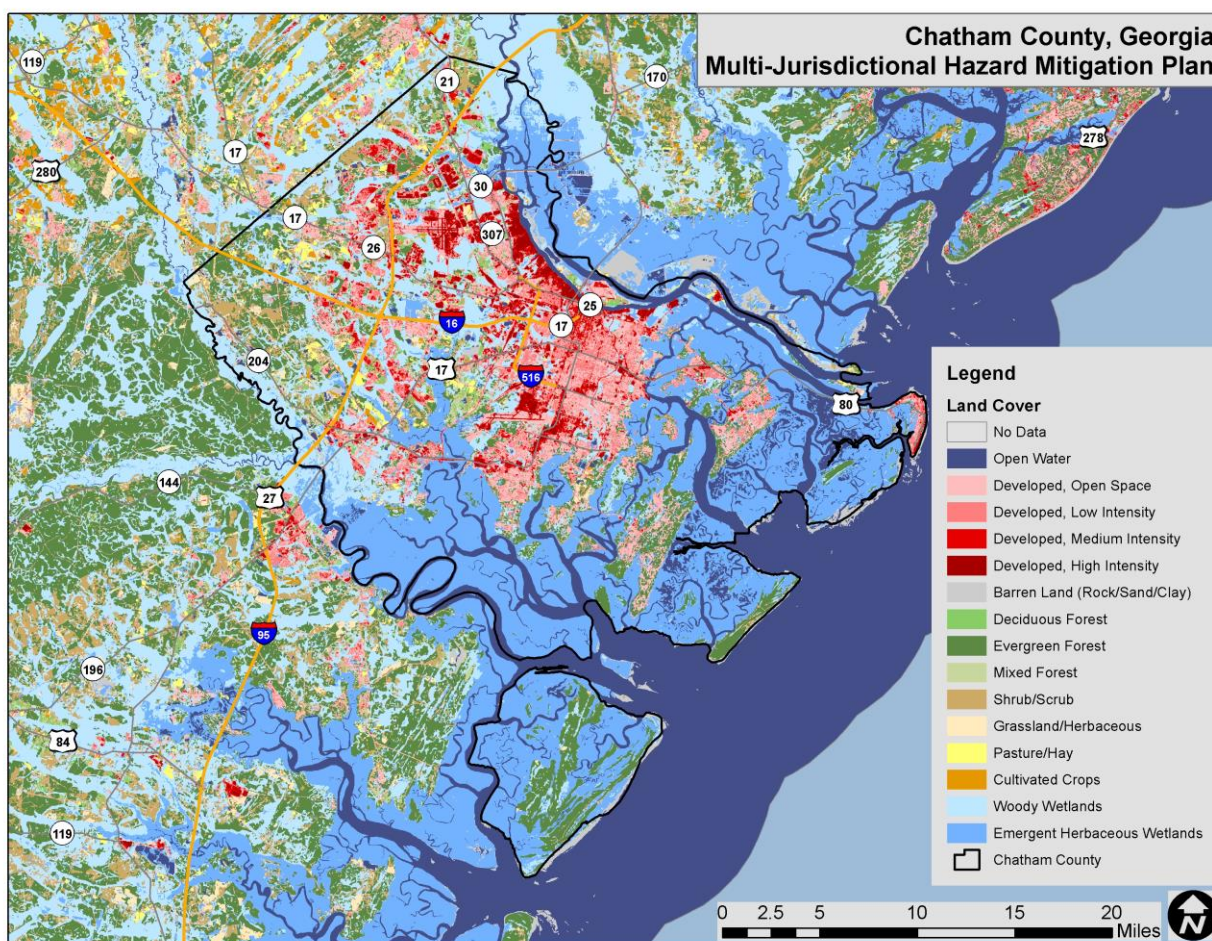 Chatham County, Georgia
Multi-Jurisdictional Hazard Mitigation Plan
119
21
170
278
17
280
30
17
307
26
25
16
17
204
17
516
80
144
27
95
196
84
119
Legend
Land Cover
No Data
Open Water
Developed, Open Space
Developed, Low Intensity
Developed, Medium Intensity
Developed, High Intensity
Barren Land (Rock/Sand/Clay)
Deciduous Forest
Evergreen Forest
Mixed Forest
Shrub/Scrub
Grassland/Herbaceous
Pasture/Hay
Cultivated Crops
Woody Wetlands
Emergent Herbaceous Wetlands
Chatham County
0 2.5 5 10 15 20
Miles
N